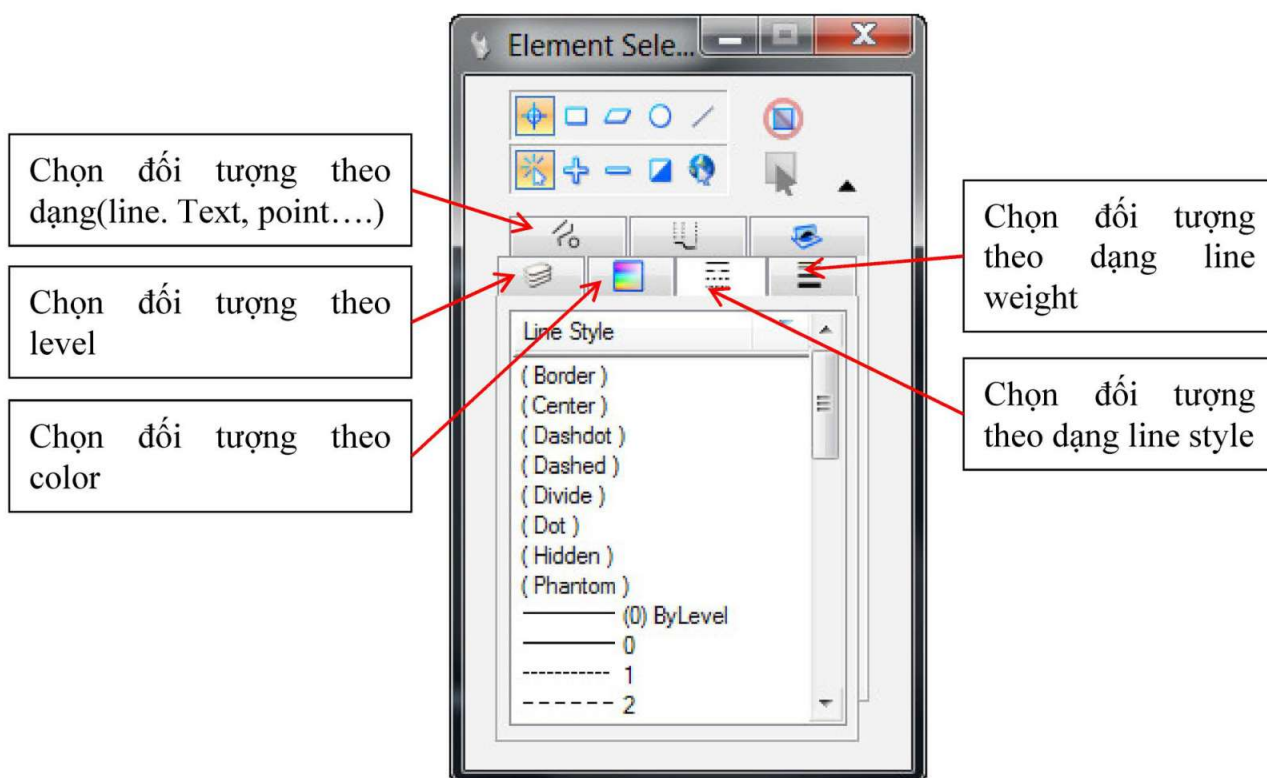 Element Sele...
Chọn đối tượng theo
dạng(line. Text, point….)
Chọn đối tượng theo
level
Chọn đối tượng theo
color
Line Style
( Border )
( Center )
( Dashdot )
( Dashed )
( Divide )
( Dot )
( Hidden )
( Phantom )
(0) ByLevel
0
1
2
Chọn đối tượng
theo dạng line
weight
Chọn đối tượng
theo dạng line style